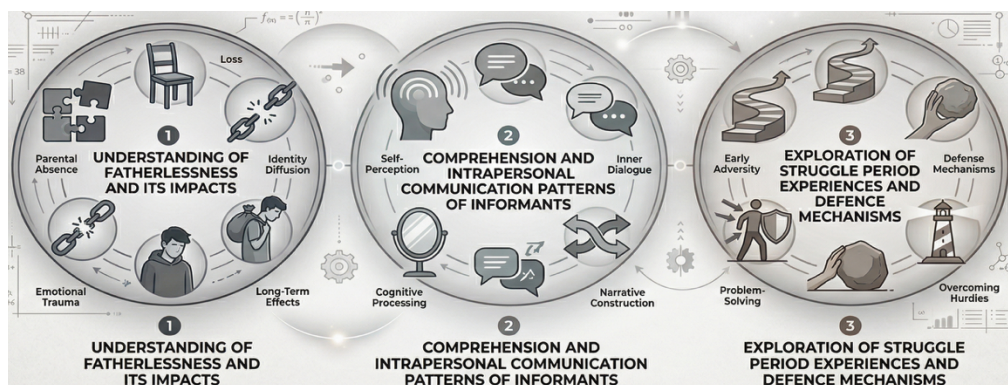 Loss
1
Parental
Absence
UNDERSTANDING OF
FATHERLESSNESS
AND ITS IMPACTS
Identity
Diffusion
Emotional
Trauma
Long-Term
Effects
1
UNDERSTANDING OF
FATHERLESSNESS AND
ITS IMPACTS
2
Self-
Perception
COMPREHENSION AND
INTRAPERSONAL
COMMUNICATION PATTERNS
OF INFORMANTS
Inner
Dialogue
Cognitive
Processing
Narrative
Construction
2
COMPREHENSION AND
INTRAPERSONAL COMMUNICATION
PATTERNS OF INFORMANTS
3
Early
Adversity
EXPLORATION OF
STRUGGLE PERIOD
EXPERIENCES AND
DEFENCE
MECHANISMS
Defense
Mechanisms
Problem-
Solving
Overcoming
Hurdies
3
EXPLORATION OF STRUGGLE
PERIOD EXPERIENCES AND
DEFENCE MECHANISMS